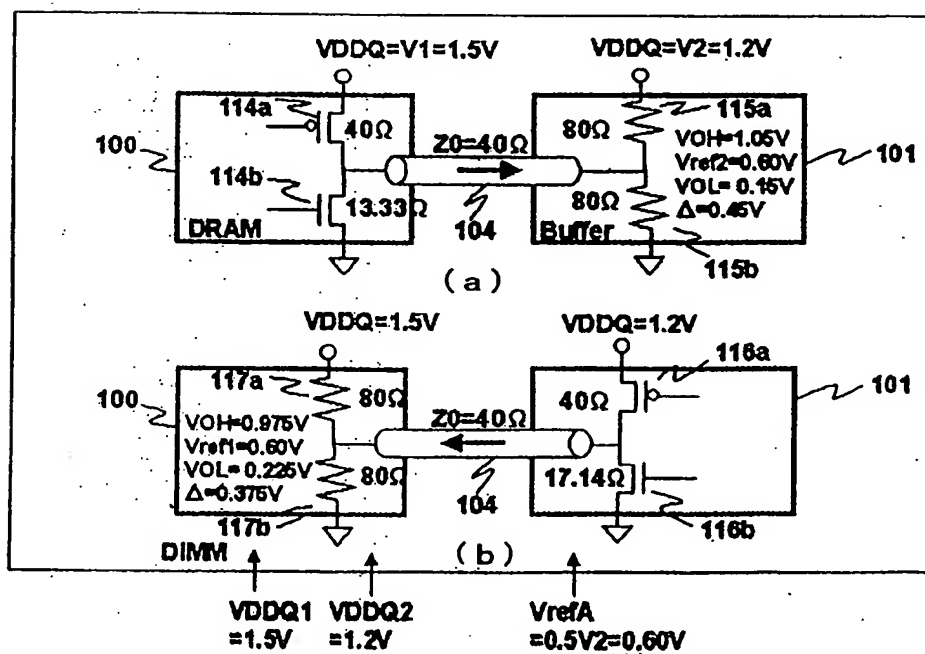 VDDQ=V1=1.5V
VDDQ=V2=1.2V
114a
40Ω
100
114b
13.33Ω
DRAM
Z0=40Ω
104
80Ω
80Ω
115a
VOH=1.05V
Vref2=0.60V
VOL= 0.15V
Δ=0.45V
101
Buffer
115b
(a)
VDDQ=1.5V
VDDQ=1.2V
117a
80Ω
100
VOH=0.975V
Vref1=0.60V
VOL= 0.225V
Δ=0.375V
80Ω
117b
Z0=40Ω
104
116a
40Ω
101
17.14Ω
116b
DIMM
(b)
VDDQ1
=1.5V
VDDQ2
=1.2V
VrefA
=0.5V2=0.60V